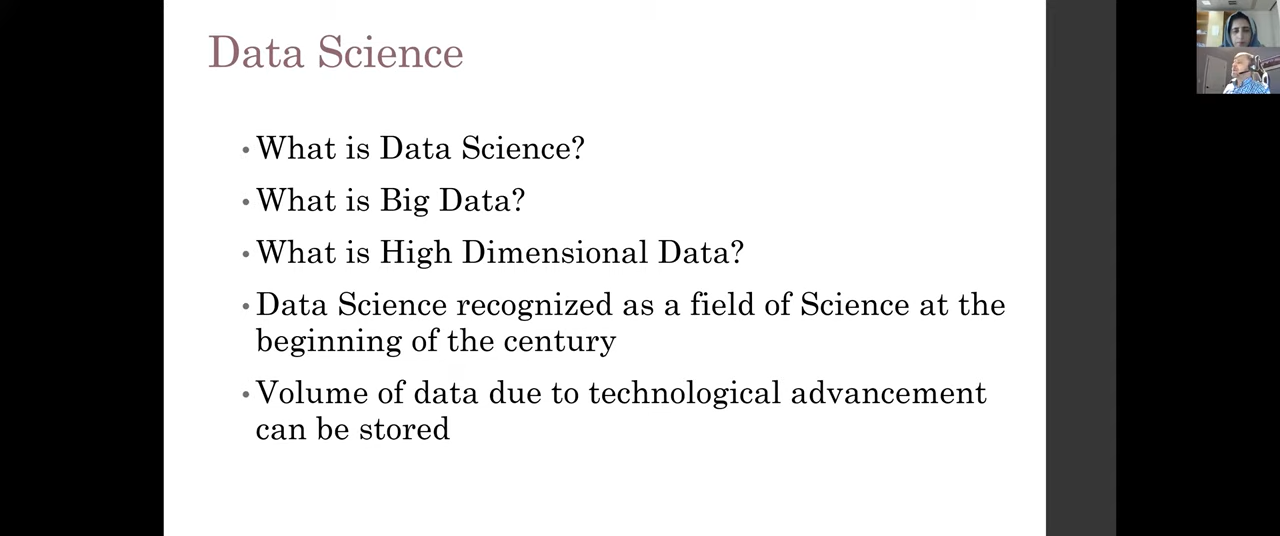 Data Science
• What is Data Science?
• What is Big Data?
• What is High Dimensional Data?
• Data Science recognized as a field of Science at the
beginning of the century
• Volume of data due to technological advancement
can be stored